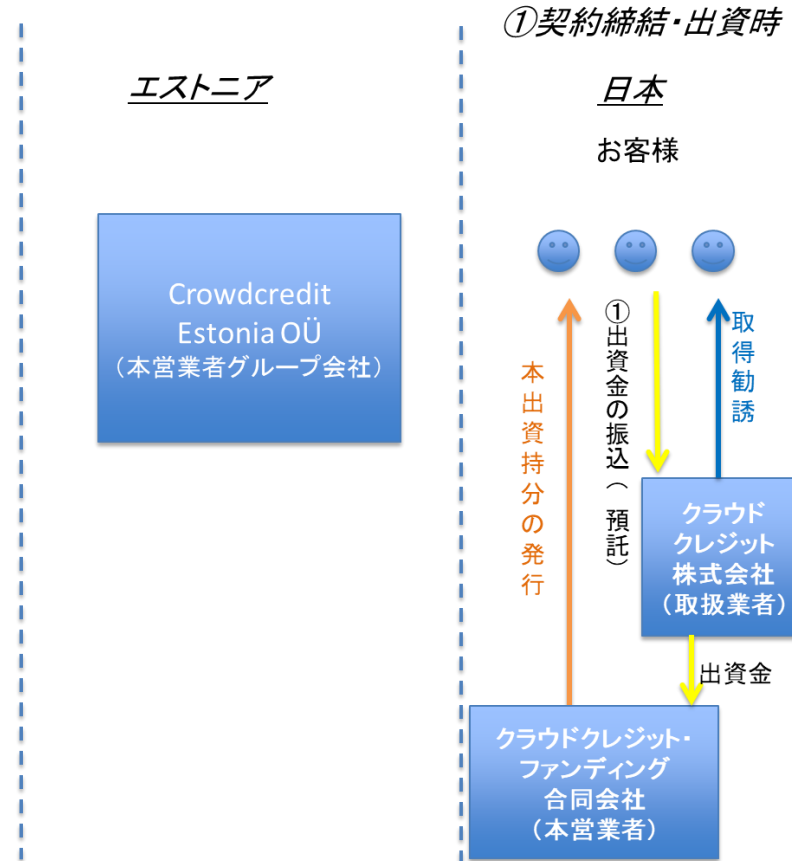 ①契約締結・出資時
エストニア
日本
お客様
Crowdcredit
Estonia OÜ
（本営業者グループ会社）
本出資持分の発行
①出資金の振込（預託）
取得勧誘
クラウド
クレジット
株式会社
（取扱業者）
出資金
クラウドクレジット・
ファンディング
合同会社
（本営業者）